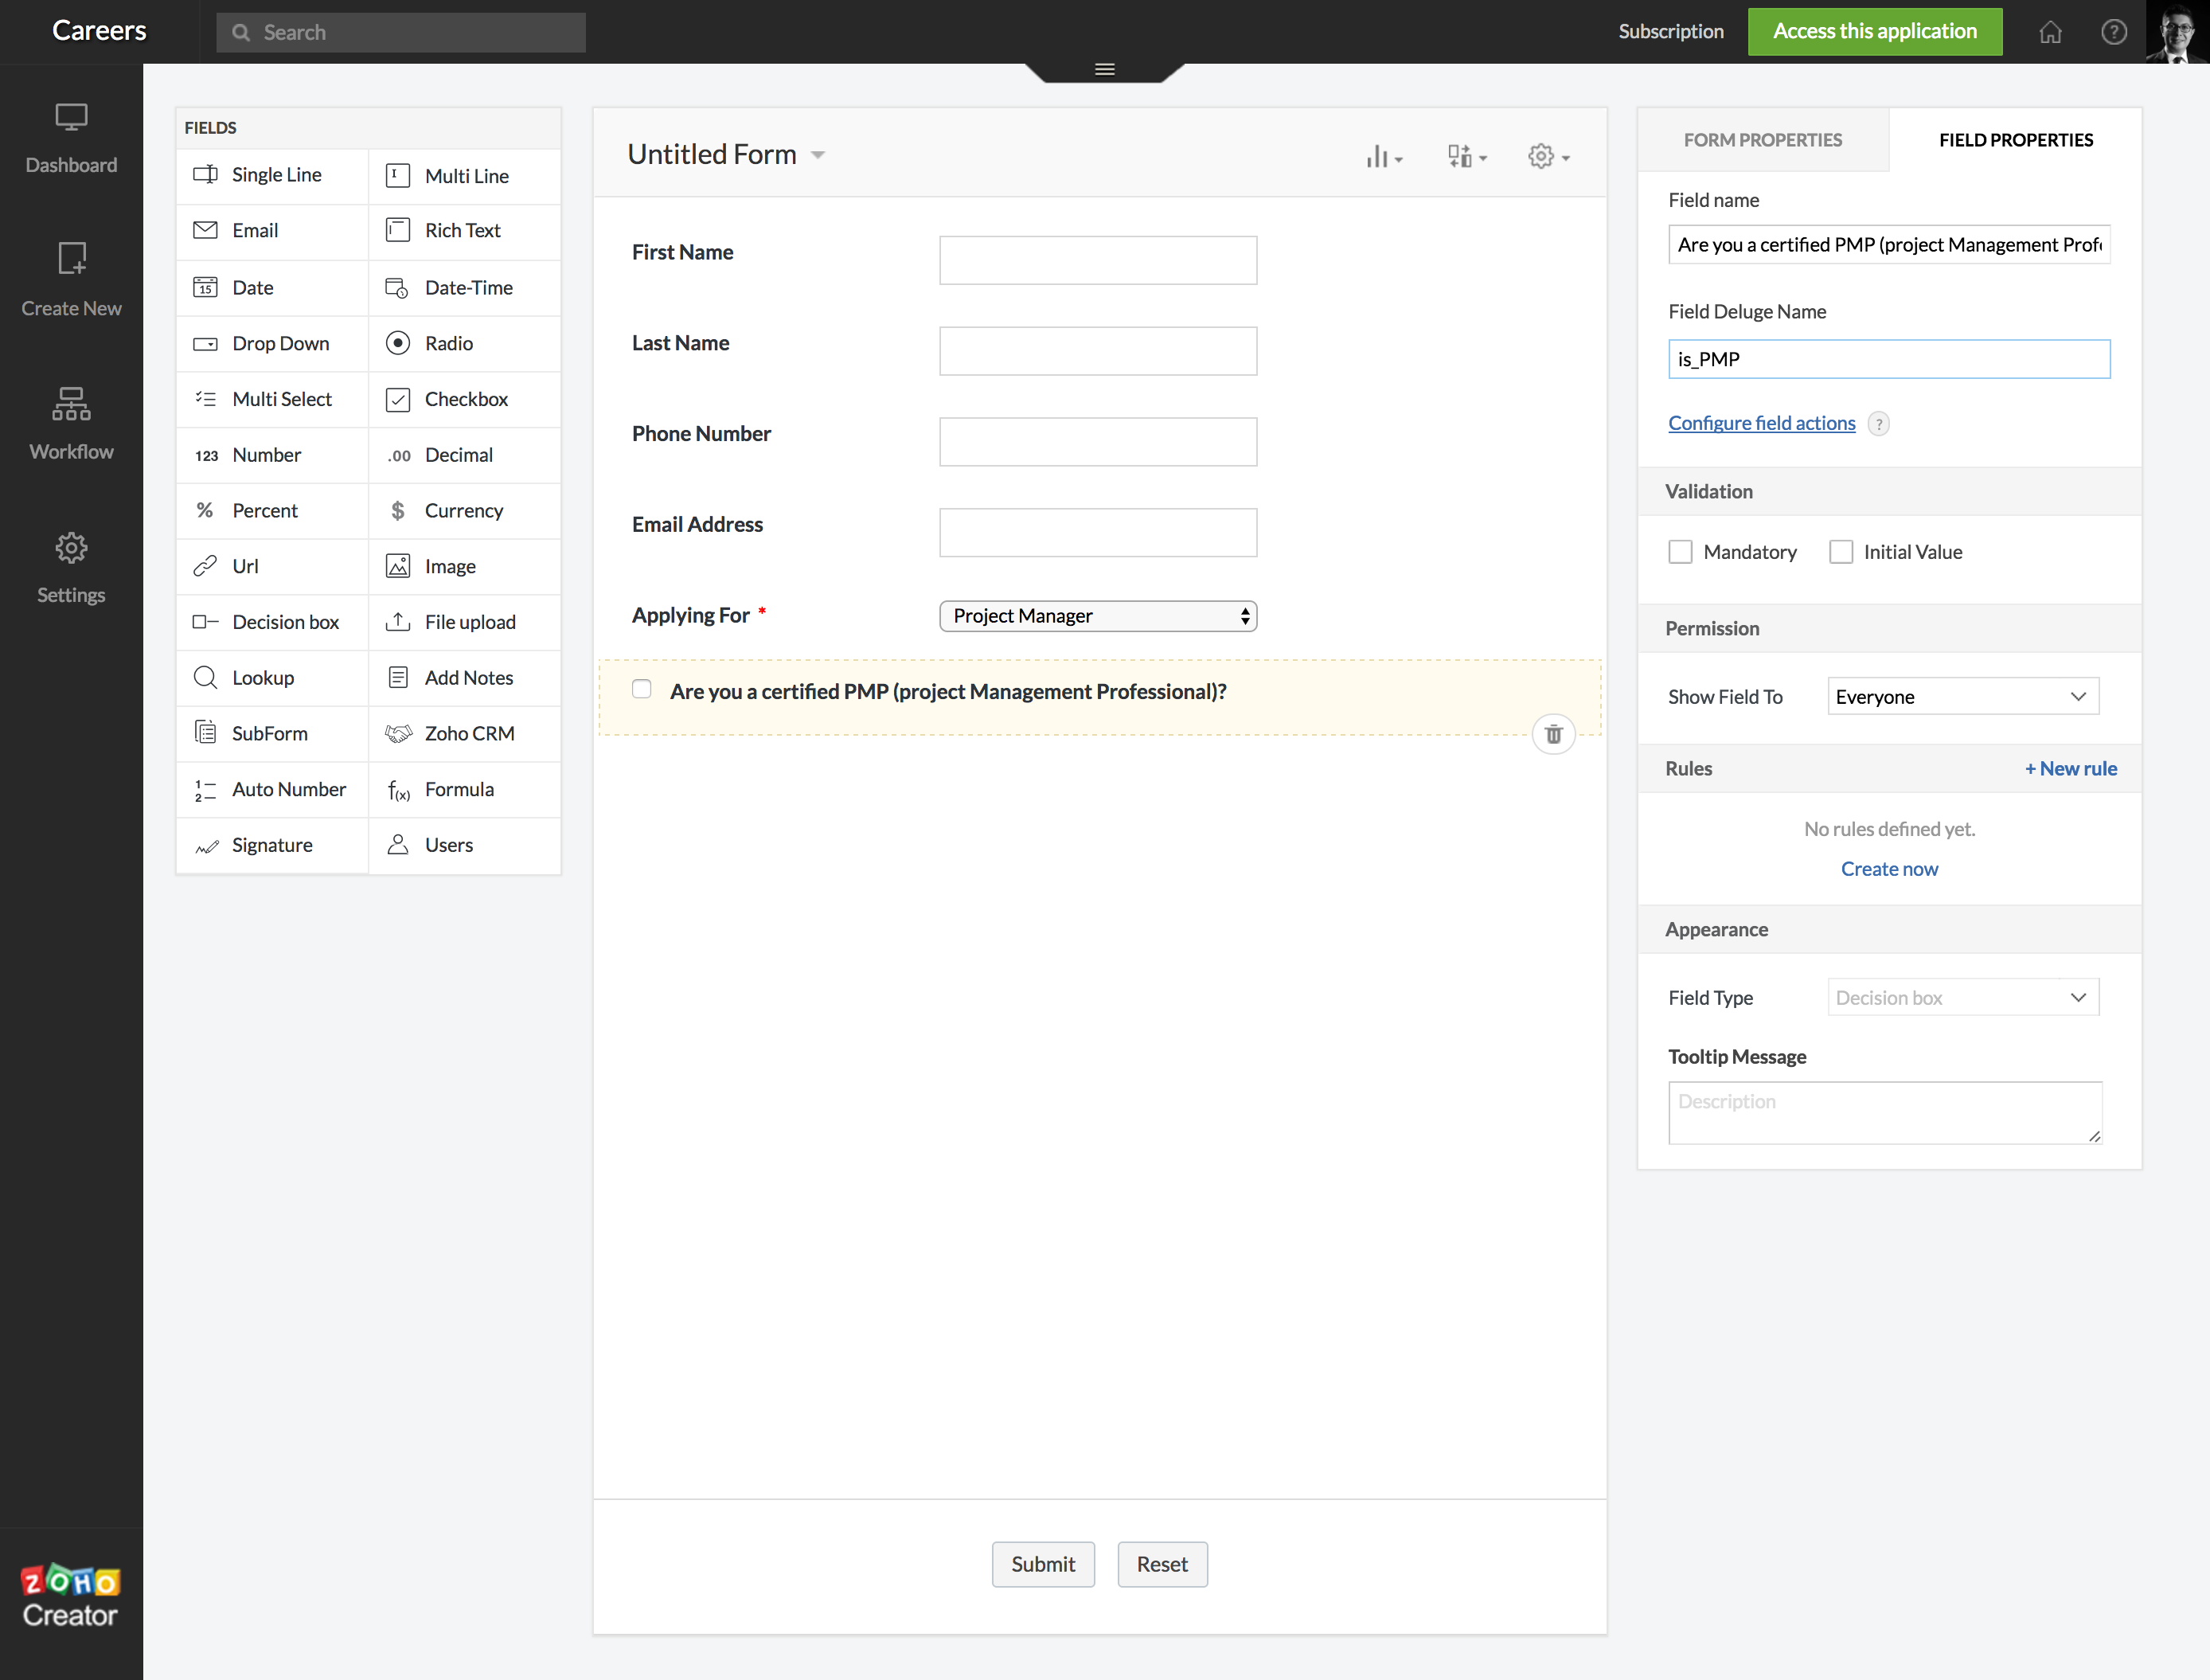 Careers
Search
Subscription
Access this application
?
Dashboard
Create New
Workflow
Settings
ZOHO
Creator
FIELDS
Single Line
Multi Line
Email
Rich Text
15 Date
Date-Time
Drop Down
Radio
Multi Select
Checkbox
123 Number
.00 Decimal
% Percent
$ Currency
Url
Image
Decision box
File upload
Lookup
Add Notes
SubForm
Zoho CRM
1 2 Auto Number
f(x) Formula
Signature
Users
Untitled Form
First Name
Last Name
Phone Number
Email Address
Applying For *
Project Manager
Are you a certified PMP (project Management Professional)?
Submit
Reset
FORM PROPERTIES
FIELD PROPERTIES
Field name
Are you a certified PMP (project Management Profe
Field Deluge Name
is_PMP
Configure field actions ?
Validation
Mandatory
Initial Value
Permission
Show Field To
Everyone
Rules
+ New rule
No rules defined yet.
Create now
Appearance
Field Type
Decision box
Tooltip Message
Description